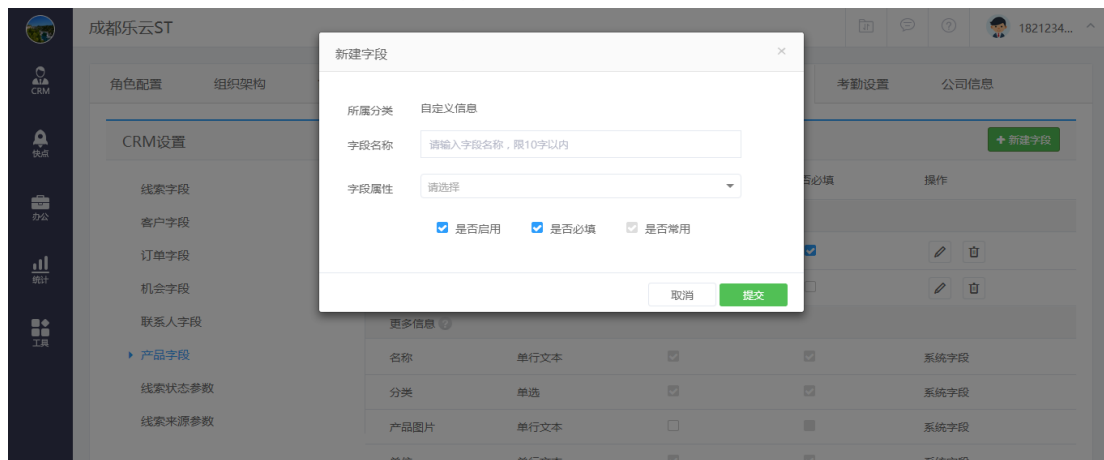 成都乐云ST
1821234...
CRM
快点
办公
统计
工具
角色配置 组织架构 考勤设置 公司信息
CRM设置
线索字段
客户字段
订单字段
机会字段
联系人字段
产品字段
线索状态参数
线索来源参数
新建字段
所属分类 自定义信息
字段名称 请输入字段名称，限10字以内
字段属性 请选择
是否启用 是否必填 是否常用
取消 提交
+ 新建字段
否必填 操作
更多信息
名称 单行文本 系统字段
分类 单选 系统字段
产品图片 单行文本 系统字段